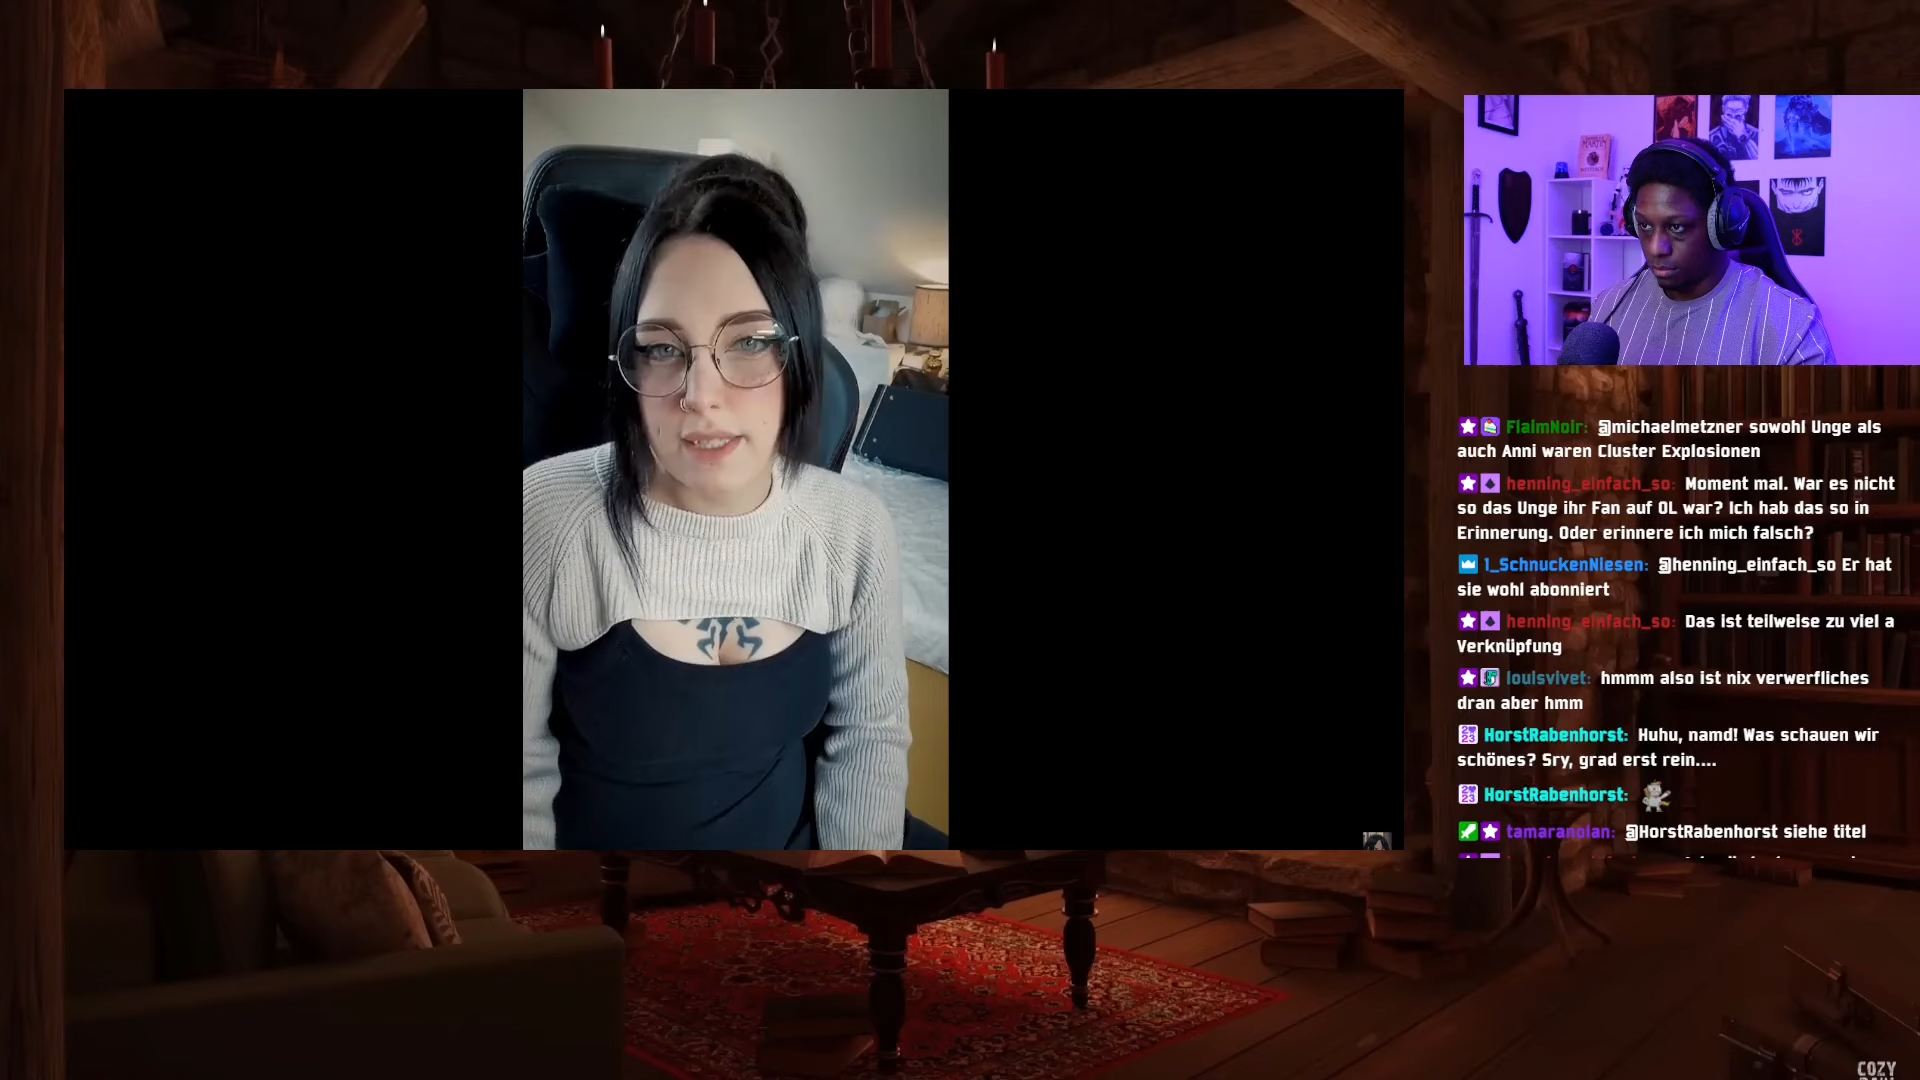 MARTIN
FlaimNoir: @michaelmetzner sowohl Unge als
auch Anni waren Cluster Explosionen
henning_einfach_so: Moment mal. War es nicht
so das Unge ihr Fan auf OL war? Ich hab das so in
Erinnerung. Oder erinnere ich mich falsch?
1_SchnuckenNiesen: @henning_einfach_so Er hat
sie wohl abonniert
henning_einfach_so: Das ist teilweise zu viel a
Verknüpfung
louisvivet: hmmm also ist nix verwerfliches
dran aber hmm
HorstRabenhorst: Huhu, namd! Was schauen wir
schönes? Sry, grad erst rein....
HorstRabenhorst:
tamaranolan: @HorstRabenhorst siehe titel
COZY